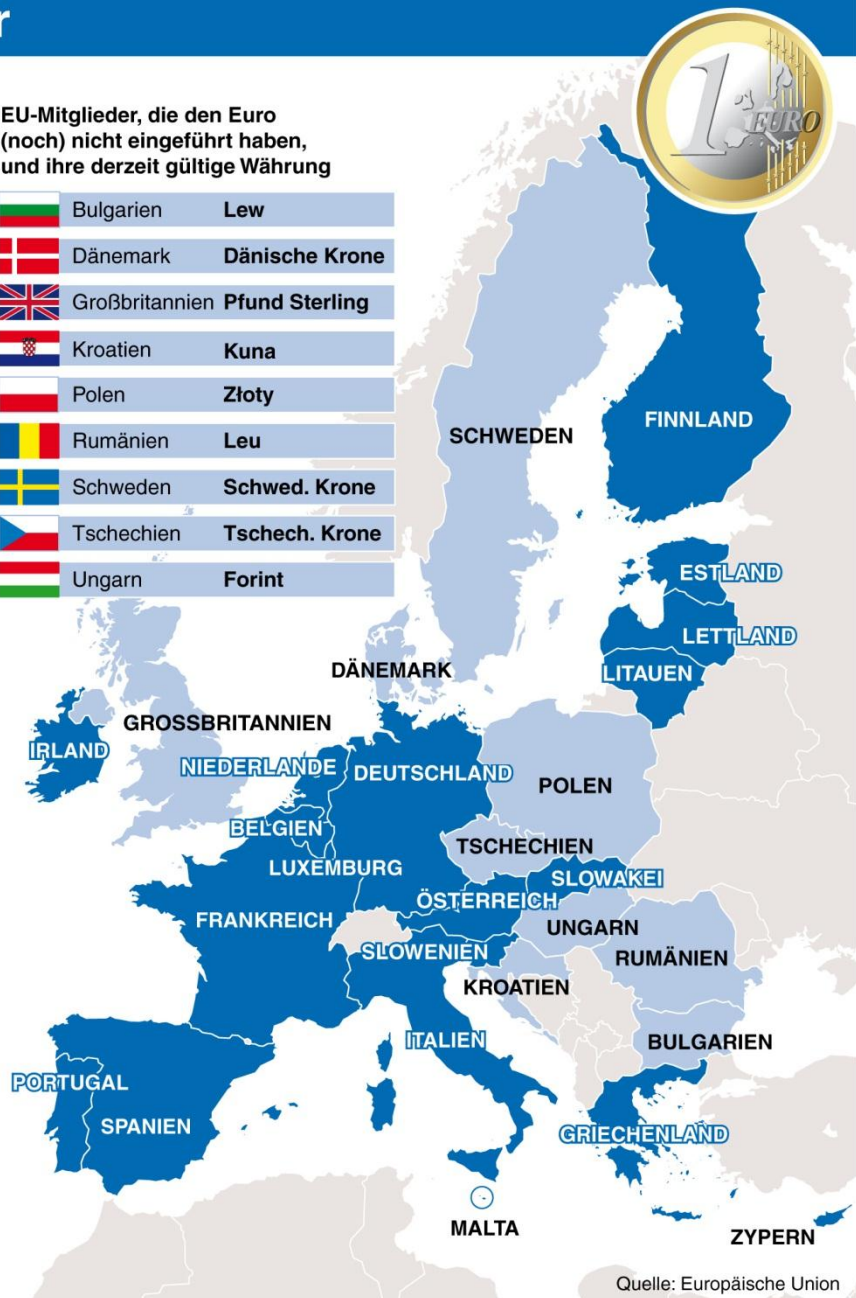 r
1
EURO
EU-Mitglieder, die den Euro
(noch) nicht eingeführt haben,
und ihre derzeit gültige Währung
Bulgarien Lew
Dänemark Dänische Krone
Großbritannien Pfund Sterling
Kroatien Kuna
Polen Złoty
Rumänien Leu
Schweden Schwed. Krone
Tschechien Tschech. Krone
Ungarn Forint
SCHWEDEN
FINNLAND
ESTLAND
LETTLAND
LITAUEN
DÄNEMARK
GROSSBRITANNIEN
IRLAND
NIEDERLANDE
DEUTSCHLAND
POLEN
BELGIEN
TSCHECHIEN
LUXEMBURG
SLOWAKEI
ÖSTERREICH
FRANKREICH
UNGARN
SLOWENIEN
RUMÄNIEN
KROATIEN
ITALIEN
BULGARIEN
PORTUGAL
SPANIEN
GRIECHENLAND
MALTA
ZYPERN
Quelle: Europäische Union